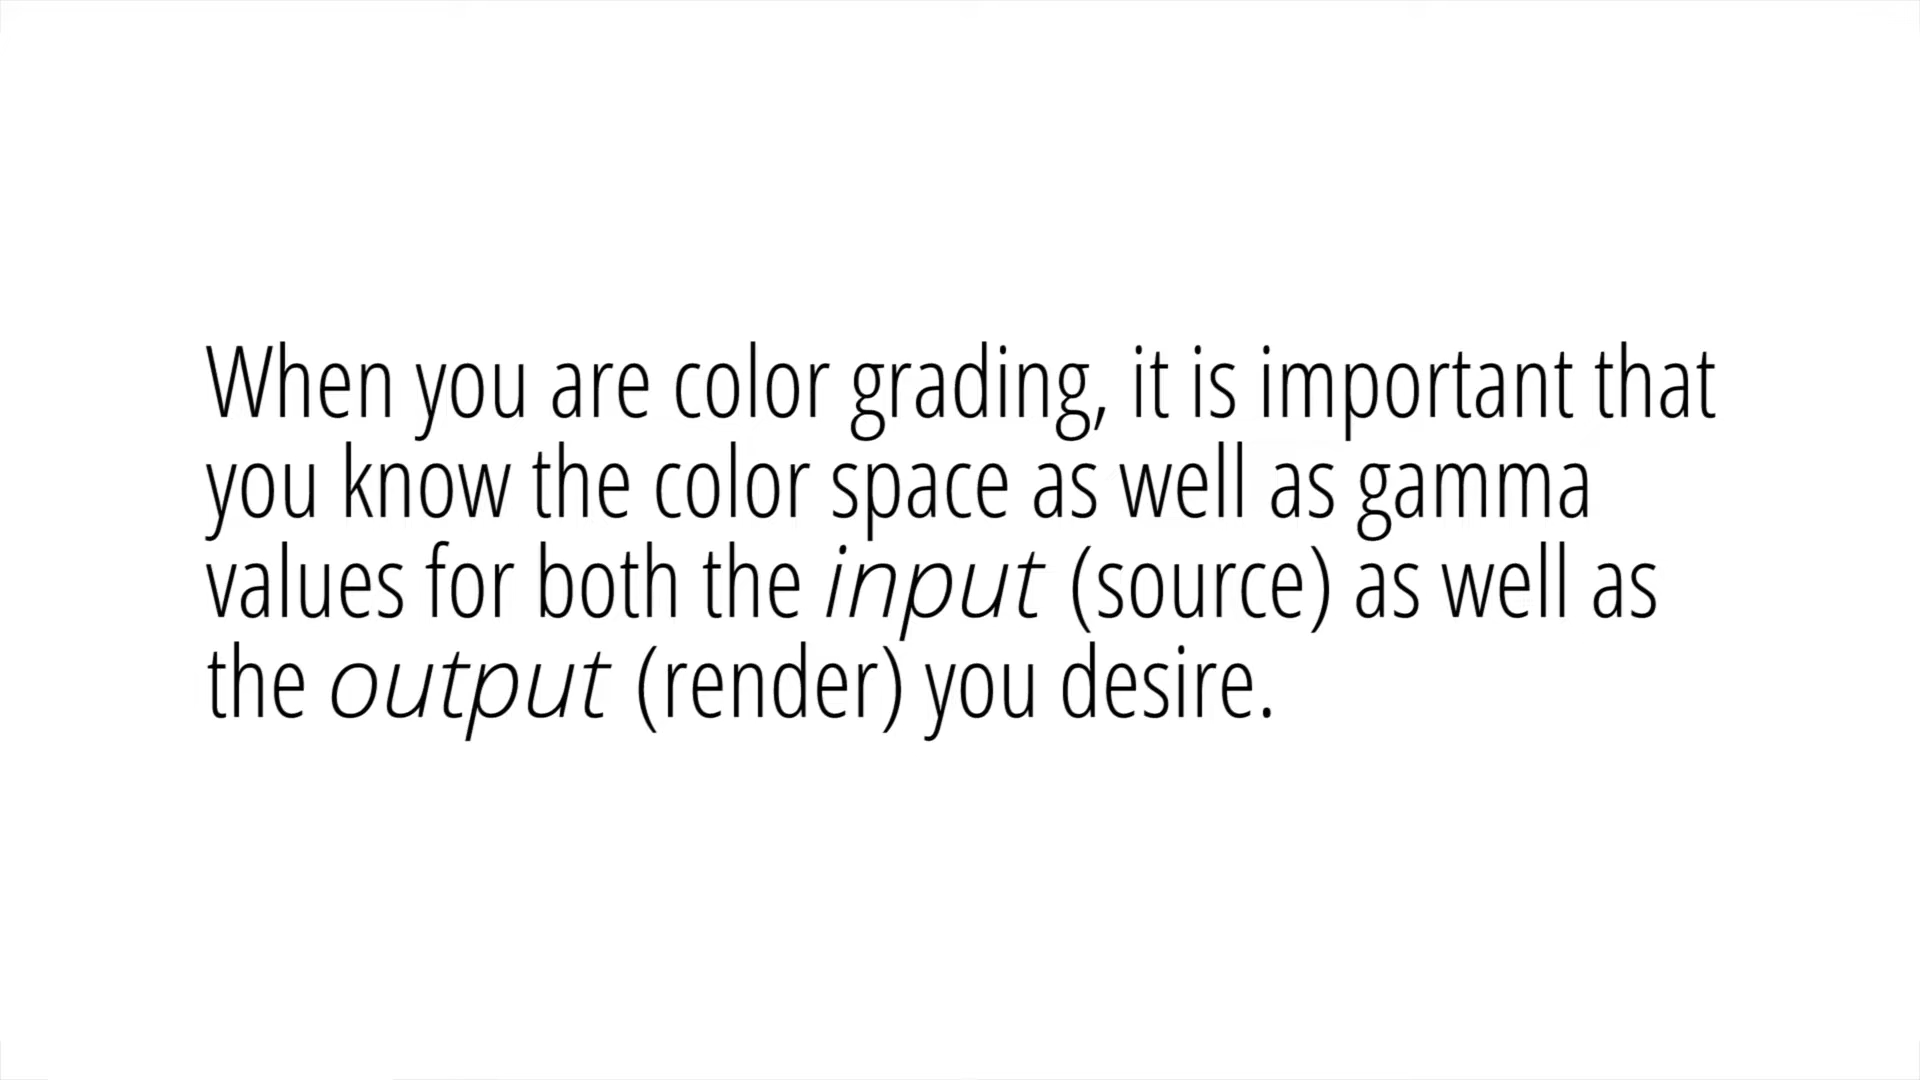 When you are color grading, it is important that
you know the color space as well as gamma
values for both the input (source) as well as
the output (render) you desire.